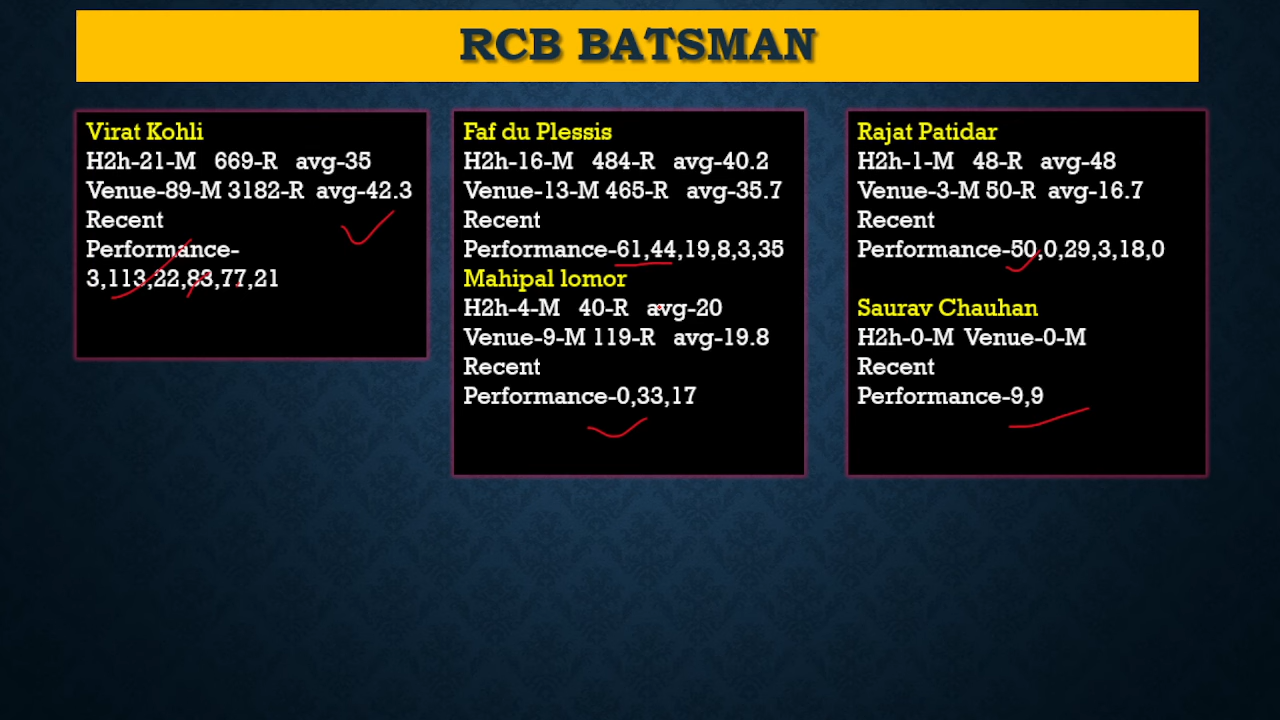 RCB BATSMAN
Virat Kohli
H2h-21-M 669-R avg-35
Venue-89-M 3182-R avg-42.3
Recent
Performance-
3,113,22,83,77,21
Faf du Plessis
H2h-16-M 484-R avg-40.2
Venue-13-M 465-R avg-35.7
Recent
Performance-61,44,19,8,3,35
Mahipal lomor
H2h-4-M 40-R avg-20
Venue-9-M 119-R avg-19.8
Recent
Performance-0,33,17
Rajat Patidar
H2h-1-M 48-R avg-48
Venue-3-M 50-R avg-16.7
Recent
Performance-50,0,29,3,18,0
Saurav Chauhan
H2h-0-M Venue-0-M
Recent
Performance-9,9